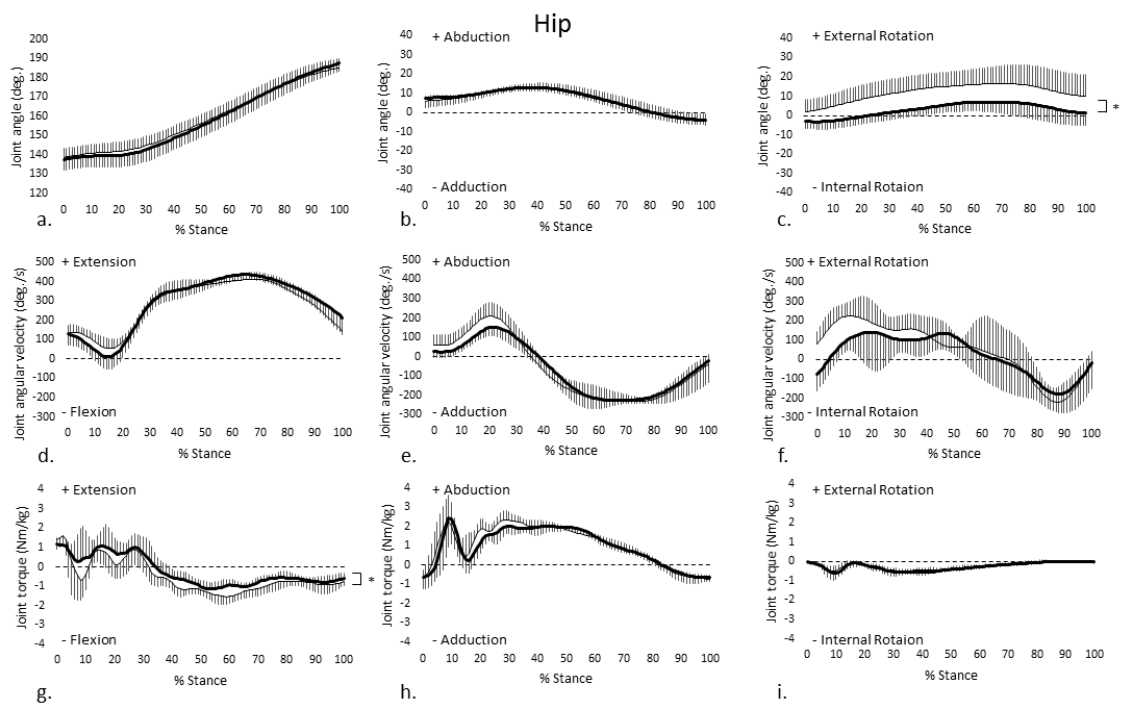 Hip
Joint angle (deg.)
200
190
180
170
160
150
140
130
120
0 10 20 30 40 50 60 70 80 90 100
% Stance
a.
Joint angle (deg.)
+ Abduction
40
30
20
10
0
-10
-20
-30
-40
- Adduction
0 10 20 30 40 50 60 70 80 90 100
% Stance
b.
Joint angle (deg.)
+ External Rotation
40
30
20
10
0
-10
-20
-30
-40
*
- Internal Rotaion
0 10 20 30 40 50 60 70 80 90 100
% Stance
c.
Joint angular velocity (deg./s)
+ Extension
500
400
300
200
100
0
-100
-200
-300
- Flexion
0 10 20 30 40 50 60 70 80 90 100
% Stance
d.
Joint angular velocity (deg./s)
+ Abduction
500
400
300
200
100
0
-100
-200
-300
- Adduction
0 10 20 30 40 50 60 70 80 90 100
% Stance
e.
Joint angular velocity (deg./s)
+ External Rotation
500
400
300
200
100
0
-100
-200
-300
- Internal Rotaion
0 10 20 30 40 50 60 70 80 90 100
% Stance
f.
Joint torque (Nm/kg)
+ Extension
4
3
2
1
0
-1
-2
-3
-4
*
- Flexion
0 10 20 30 40 50 60 70 80 90 100
% Stance
g.
Joint torque (Nm/kg)
+ Abduction
4
3
2
1
0
-1
-2
-3
-4
- Adduction
0 10 20 30 40 50 60 70 80 90 100
% Stance
h.
Joint torque (Nm/kg)
+ External Rotation
4
3
2
1
0
-1
-2
-3
-4
- Internal Rotaion
0 10 20 30 40 50 60 70 80 90 100
% Stance
i.